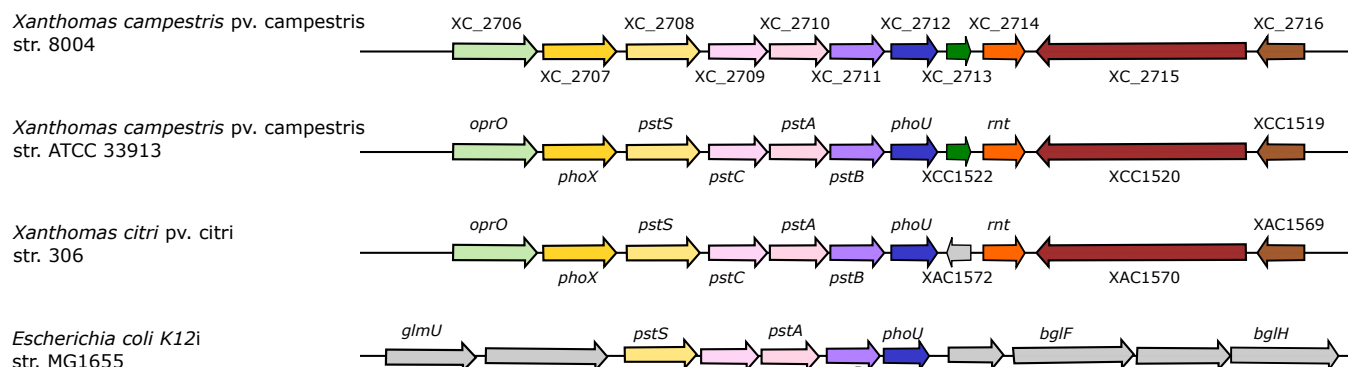 Xanthomas campestris pv. campestris
str. 8004
XC_2706 XC_2708 XC_2710 XC_2712 XC_2714 XC_2716
XC_2707 XC_2709 XC_2711 XC_2713 XC_2715
Xanthomas campestris pv. campestris
str. ATCC 33913
oprO pstS pstA phoU rnt XCC1519
phoX pstC pstB XCC1522 XCC1520
Xanthomas citri pv. citri
str. 306
oprO pstS pstA phoU rnt XAC1569
phoX pstC pstB XAC1572 XAC1570
Escherichia coli K12i
str. MG1655
glmU pstS pstA phoU bglF bglH